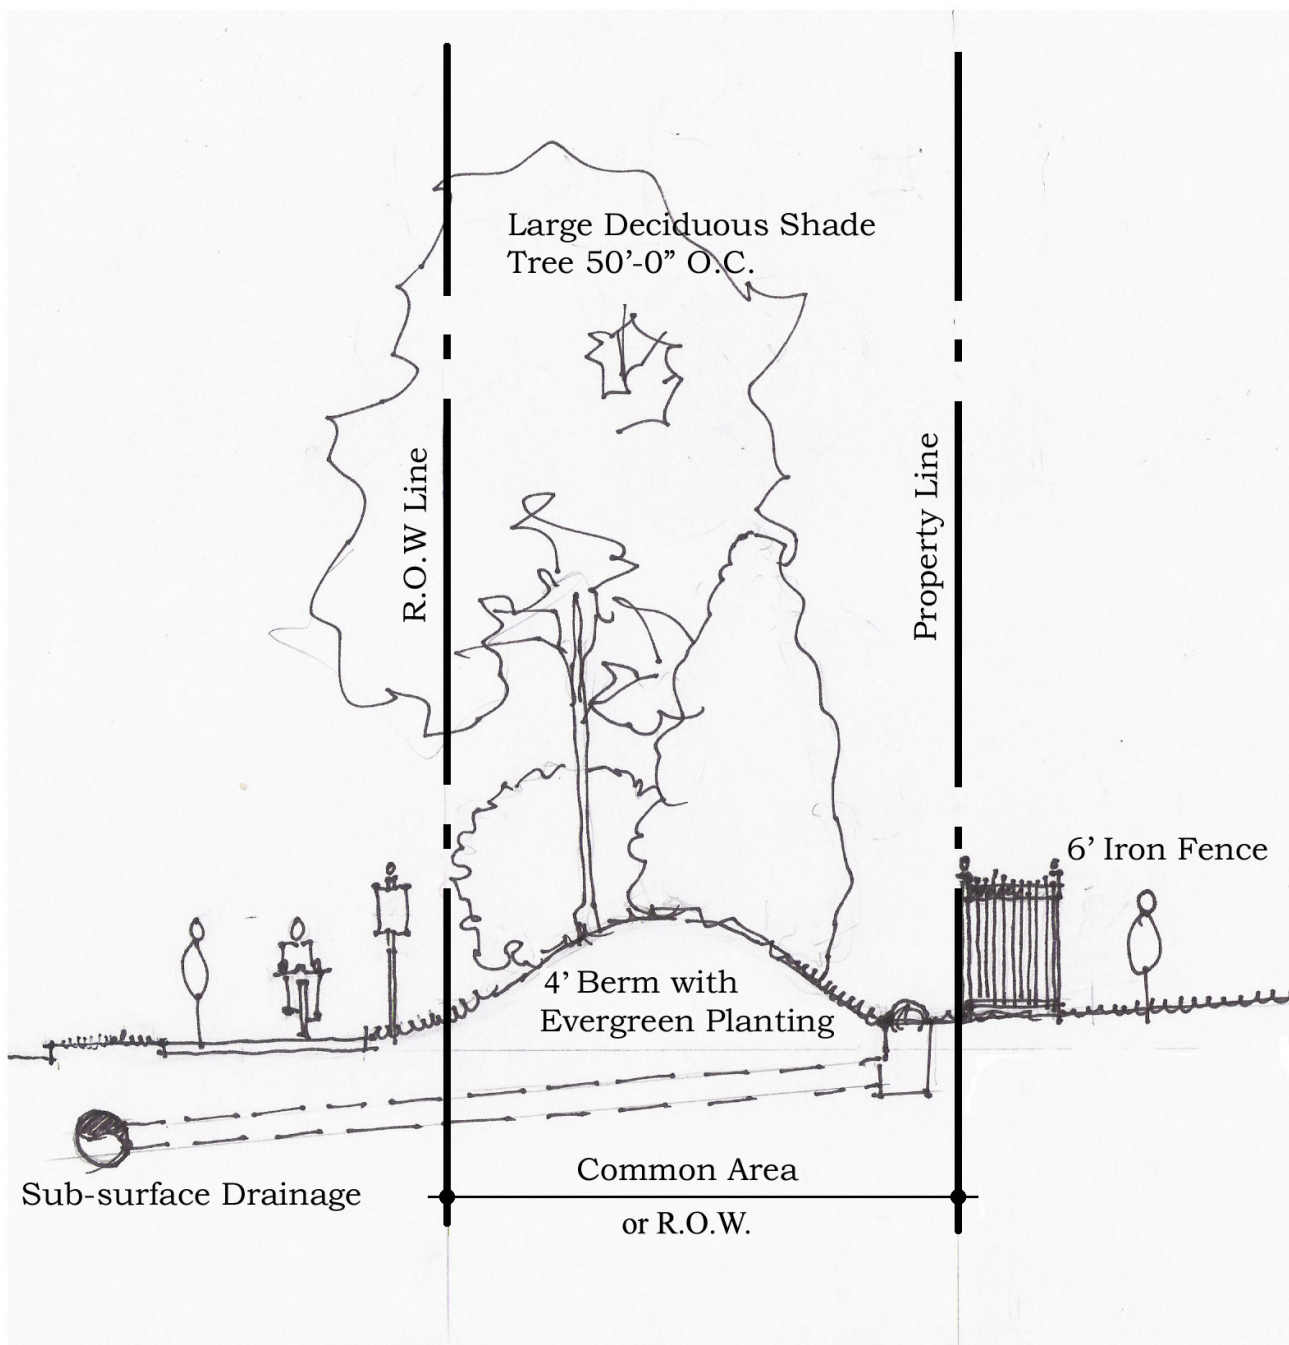 Large Deciduous Shade
Tree 50’-0” O.C.
R.O.W Line
Property Line
6’ Iron Fence
4’ Berm with
Evergreen Planting
Sub-surface Drainage
Common Area
or R.O.W.